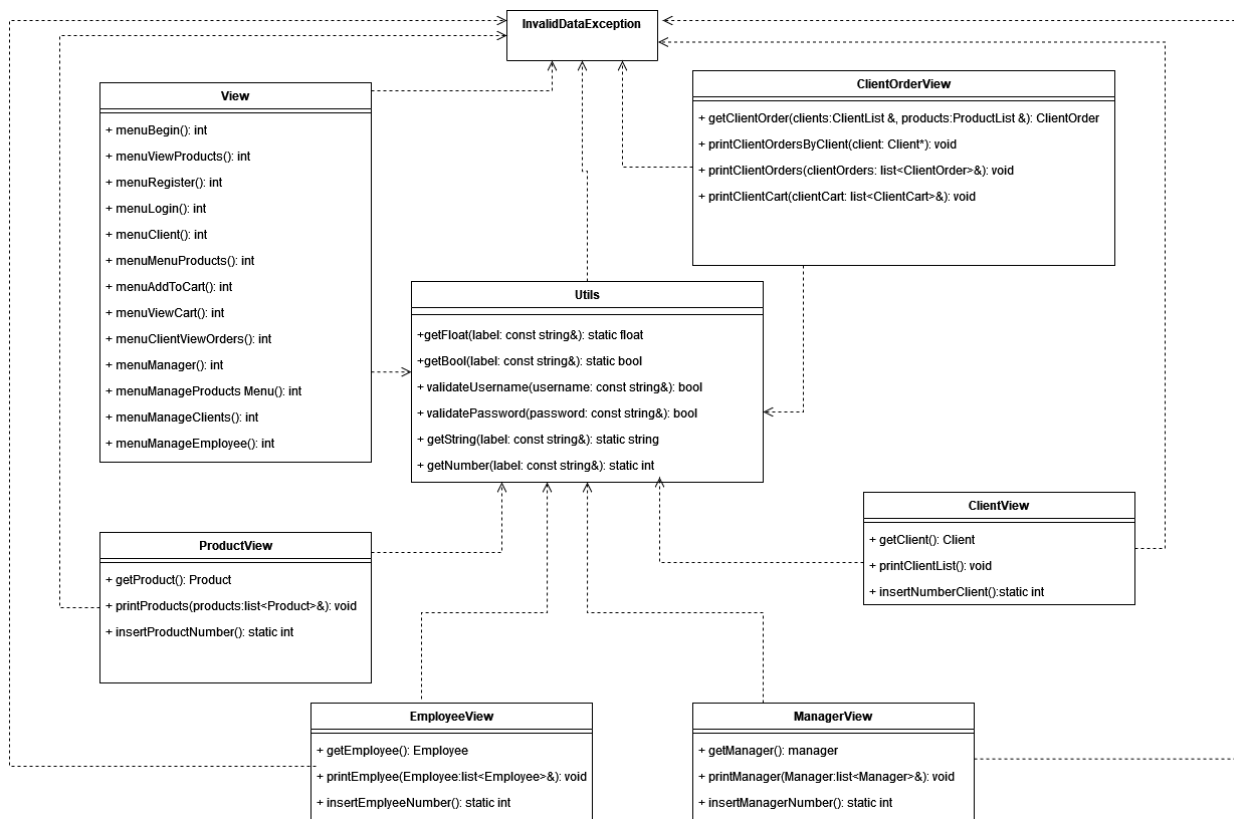 InvalidDataException
View
+ menuBegin(): int
+ menuViewProducts(): int
+ menuRegister(): int
+ menuLogin(): int
+ menuClient(): int
+ menuMenuProducts(): int
+ menuAddToCart(): int
+ menuViewCart(): int
+ menuClientViewOrders(): int
+ menuManager(): int
+ menuManageProducts Menu(): int
+ menuManageClients(): int
+ menuManageEmployee(): int
ClientOrderView
+ getClientOrder(clients:ClientList &, products:ProductList &): ClientOrder
+ printClientOrdersByClient(client: Client*): void
+ printClientOrders(clientOrders: list<ClientOrder>&): void
+ printClientCart(clientCart: list<ClientCart>&): void
Utils
+getFloat(label: const string&): static float
+getBool(label: const string&): static bool
+ validateUsername(username: const string&): bool
+ validatePassword(password: const string&): bool
+ getString(label: const string&): static string
+ getNumber(label: const string&): static int
ProductView
+ getProduct(): Product
+ printProducts(products:list<Product>&): void
+ insertProductNumber(): static int
ClientView
+ getClient(): Client
+ printClientList(): void
+ insertNumberClient():static int
EmployeeView
+ getEmployee(): Employee
+ printEmplyee(Employee:list<Employee>&): void
+ insertEmplyeeNumber(): static int
ManagerView
+ getManager(): manager
+ printManager(Manager:list<Manager>&): void
+ insertManagerNumber(): static int